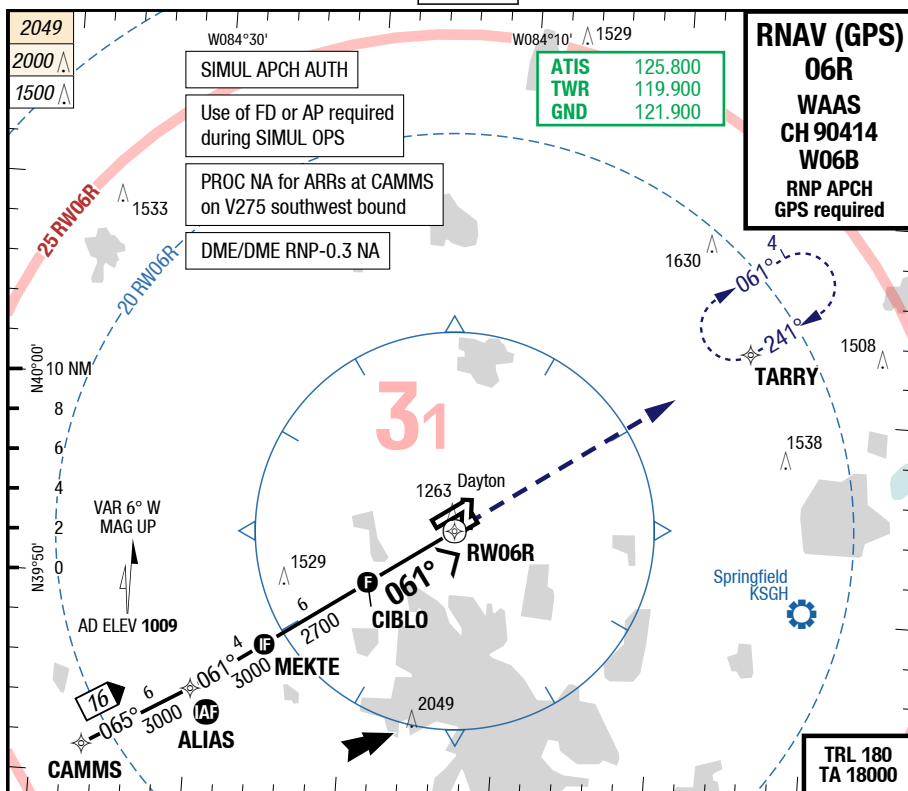 2049
2000
1500
W084°30'
W084°10'
1529
SIMUL APCH AUTH
Use of FD or AP required
during SIMUL OPS
PROC NA for ARRs at CAMMS
on V275 southwest bound
DME/DME RNP-0.3 NA
ATIS 125.800
TWR 119.900
GND 121.900
RNAV (GPS)
06R
WAAS
CH 90414
W06B
RNP APCH
GPS required
1533
25 RW06R
20 RW06R
1630
4
061°
241°
TARRY
1508
N40°00'
10 NM
8
6
4
2
0
N39°50'
31
1538
Dayton
1263
RW06R
VAR 6° W
MAG UP
AD ELEV 1009
1529
F
061°
CIBLO
Springfield
KSGH
6
2700
IF
MEKTE
4
061°
3000
16
6
065°
3000
IAF
ALIAS
CAMMS
2049
TRL 180
TA 18000